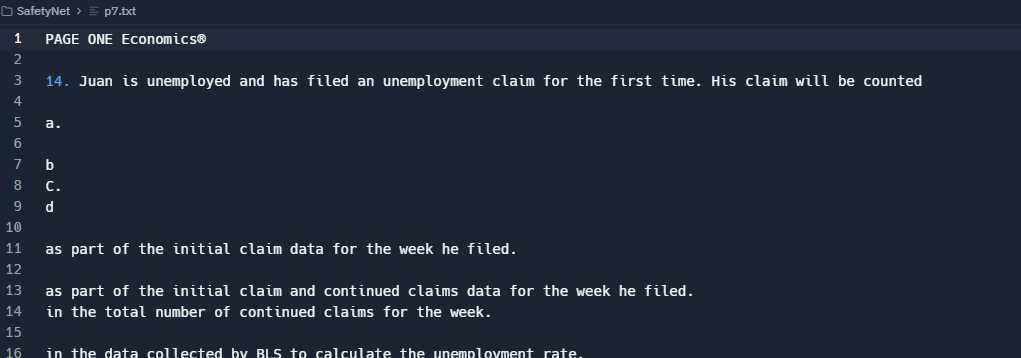 SafetyNet > p7.txt
1 PAGE ONE Economics®
2
3 14. Juan is unemployed and has filed an unemployment claim for the first time. His claim will be counted
4
5 a.
6
7 b
8 C.
9 d
10
11 as part of the initial claim data for the week he filed.
12
13 as part of the initial claim and continued claims data for the week he filed.
14 in the total number of continued claims for the week.
15
16 in the data collected by BLS to calculate the unemployment rate.